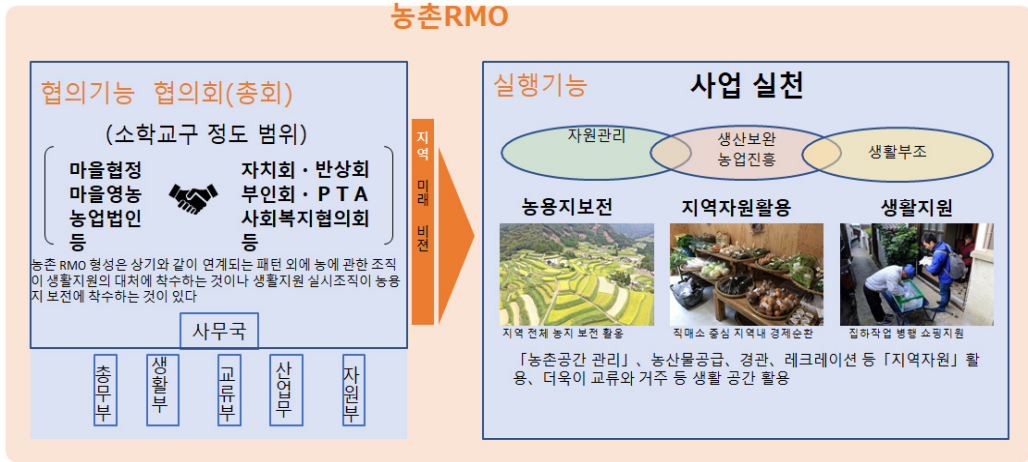 농촌RMO
협의기능 협의회(총회)
(소학교구 정도 범위)
마을협정
마을영농
농업법인
등
자치회・반상회
부인회・PTA
사회복지협의회
등
농촌 RMO 형성은 상기와 같이 연계되는 패턴 외에 농에 관한 조직
이 생활지원의 대처에 착수하는 것이나 생활지원 실시조직이 농용
지 보전에 착수하는 것이 있다
사무국
총무부
생활부
교류부
산업무
자원부
지역 미래 비젼
실행기능 사업 실천
자원관리
생산보완
농업진흥
생활부조
농용지보전
지역자원활용
생활지원
지역 전체 농지 보전 활용
직매소 중심 지역내 경제순환
집하작업 병행 쇼핑지원
「농촌공간 관리」、농산물공급、경관、레크레이션 등「지역자원」활
용、더욱이 교류와 거주 등 생활 공간 활용